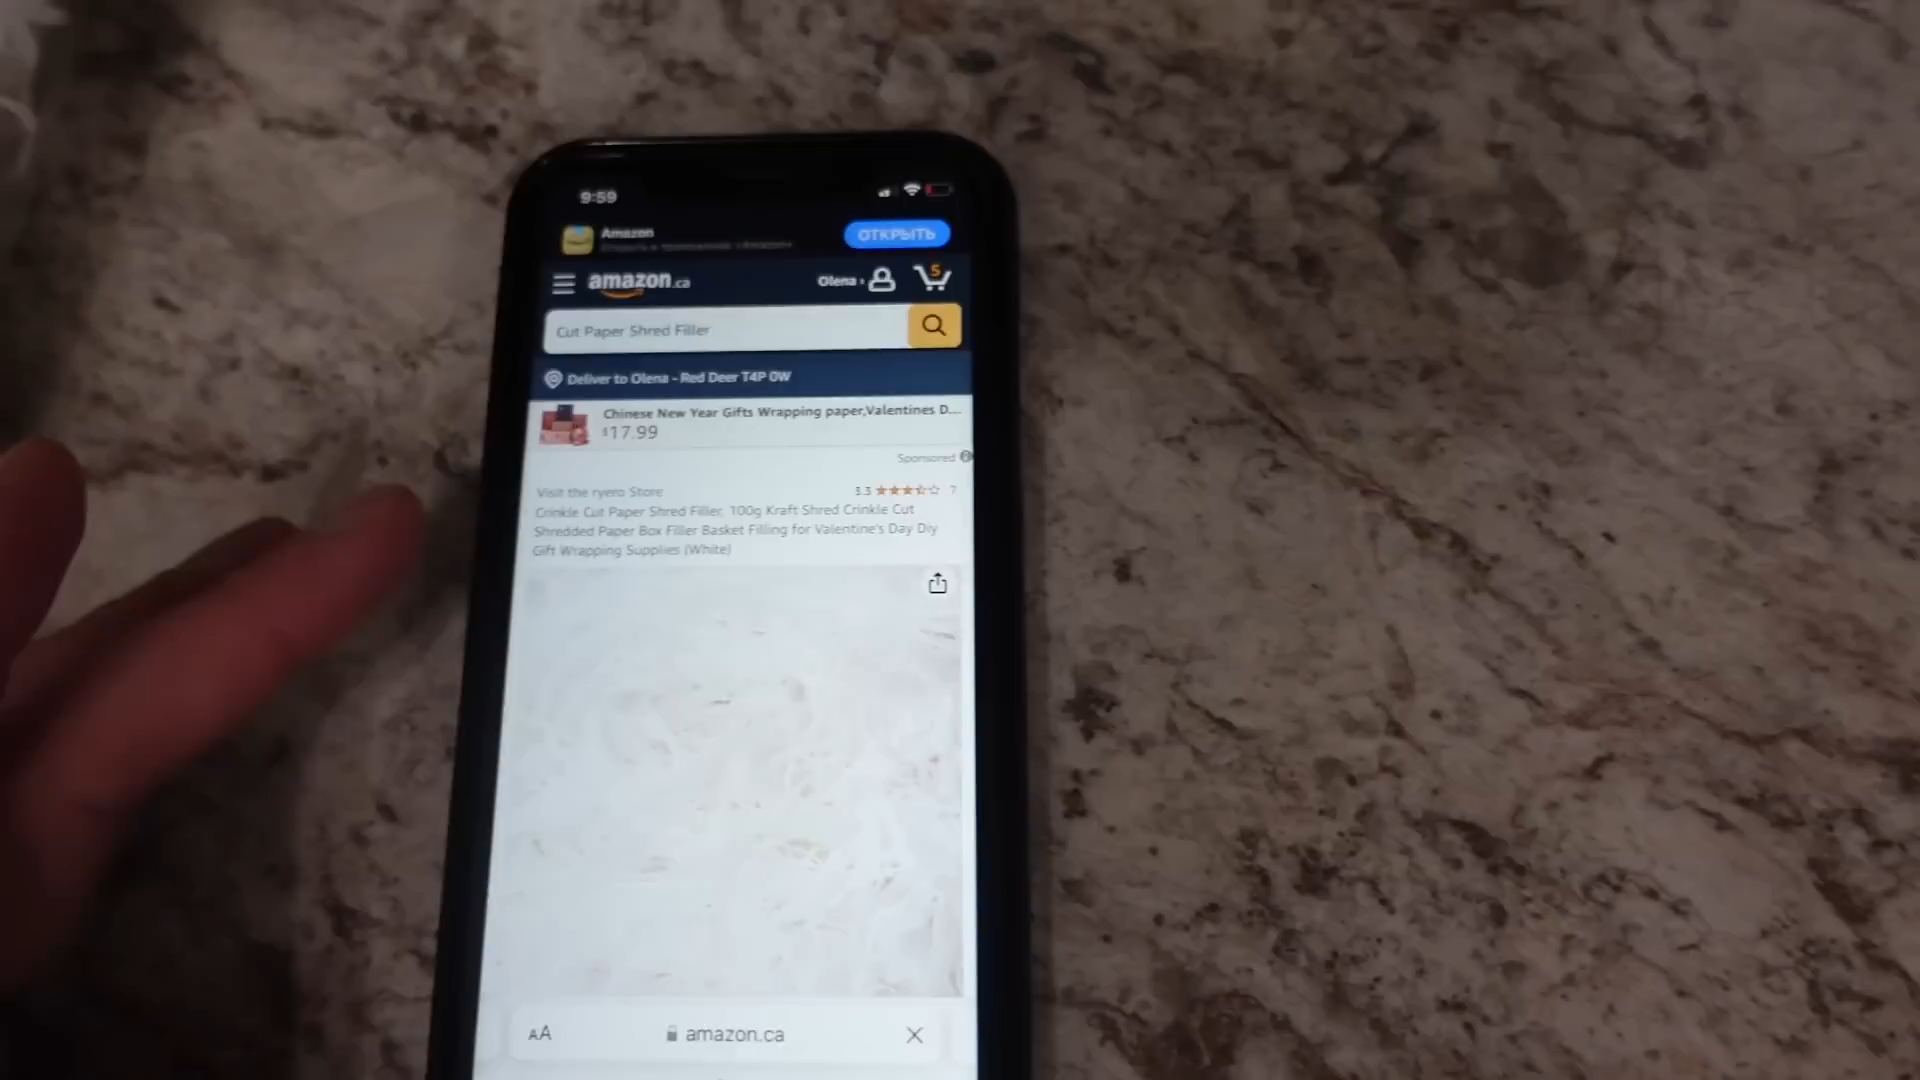 9:59
Amazon
ОТКРЫТЬ
amazon.ca
Olena ›
5
Cut Paper Shred Filler
Deliver to Olena - Red Deer T4P 0W
Chinese New Year Gifts Wrapping paper,Valentines D...
$17.99
Sponsored
Visit the ryero Store
3.3
7
Crinkle Cut Paper Shred Filler, 100g Kraft Shred Crinkle Cut
Shredded Paper Box Filler Basket Filling for Valentine's Day Diy
Gift Wrapping Supplies (White)
AA
amazon.ca